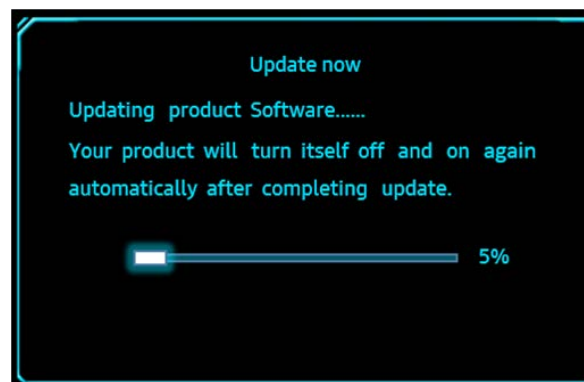 Update now
Updating product Software......
Your product will turn itself off and on again
automatically after completing update.
5%